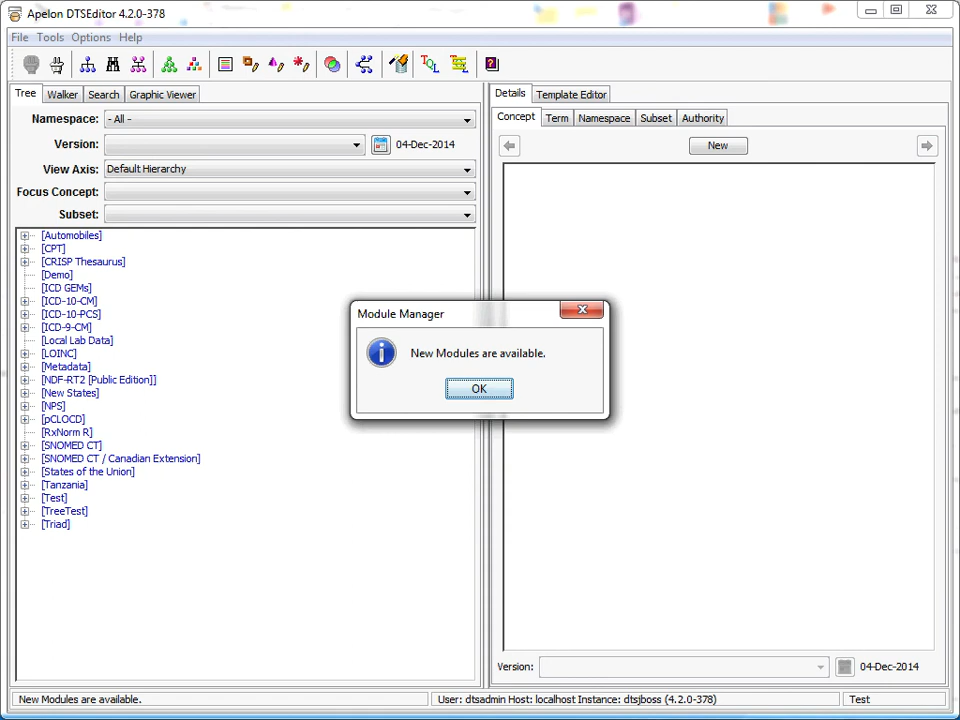 Apelon DTSEditor 4.2.0-378
File Tools Options Help
TQL
Tree Walker Search Graphic Viewer
Namespace: - All -
Version: 04-Dec-2014
View Axis: Default Hierarchy
Focus Concept:
Subset:
[Automobiles]
[CPT]
[CRISP Thesaurus]
[Demo]
[ICD GEMs]
[ICD-10-CM]
[ICD-10-PCS]
[ICD-9-CM]
[Local Lab Data]
[LOINC]
[Metadata]
[NDF-RT2 [Public Edition]]
[New States]
[NPS]
[pCLOCD]
[RxNorm R]
[SNOMED CT]
[SNOMED CT / Canadian Extension]
[States of the Union]
[Tanzania]
[Test]
[TreeTest]
[Triad]
Details Template Editor
Concept Term Namespace Subset Authority
New
Module Manager
New Modules are available.
OK
Version: 04-Dec-2014
New Modules are available.
User: dtsadmin Host: localhost Instance: dtsjboss (4.2.0-378)
Test